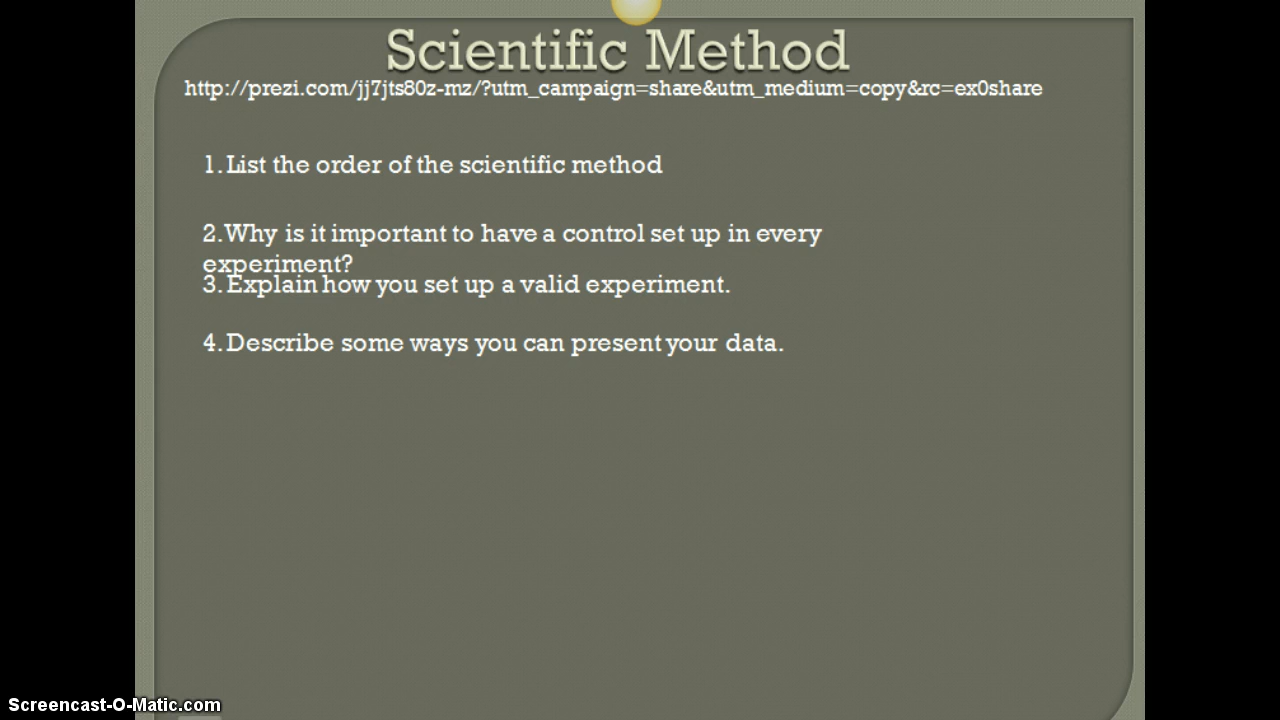 Scientific Method
http://prezi.com/jj7jts80z-mz/?utm_campaign=share&utm_medium=copy&rc=ex0share
1. List the order of the scientific method
2. Why is it important to have a control set up in every
experiment?
3. Explain how you set up a valid experiment.
4. Describe some ways you can present your data.
Screencast-O-Matic.com